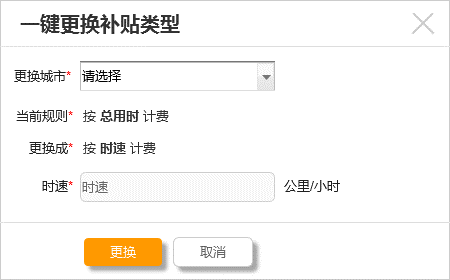 一键更换补贴类型
更换城市* 请选择
当前规则* 按 总用时 计费
更换成* 按 时速 计费
时速* 时速 公里/小时
更换 取消